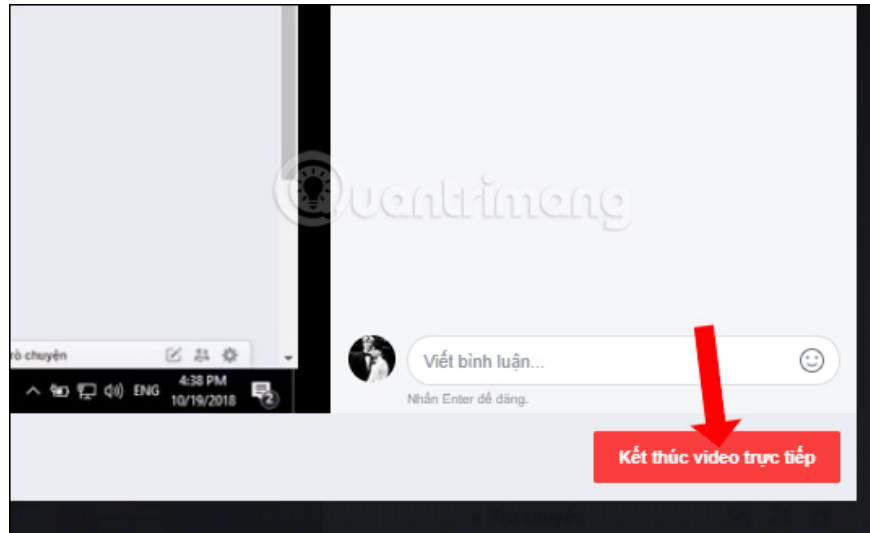 Quantrimang
rò chuyện
Viết bình luận...
Nhấn Enter để đăng.
4:38 PM
ENG
10/19/2018
2
Kết thúc video trực tiếp